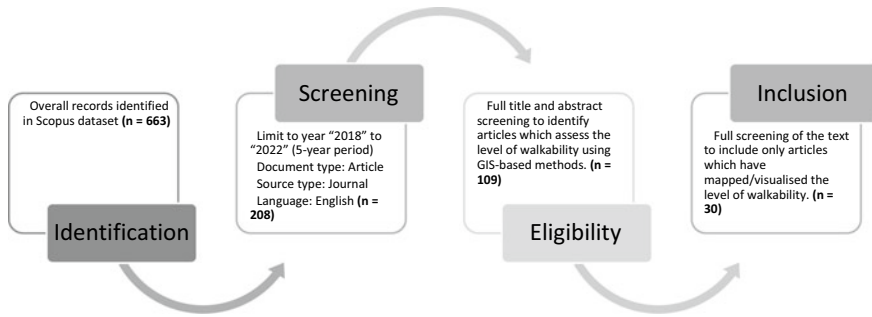 Overall records identified
in Scopus dataset (n = 663)
Identification
Screening
Limit to year “2018” to
“2022” (5-year period)
Document type: Article
Source type: Journal
Language: English (n =
208)
Full title and abstract
screening to identify
articles which assess the
level of walkability using
GIS-based methods. (n =
109)
Eligibility
Inclusion
Full screening of the text
to include only articles
which have
mapped/visualised the
level of walkability. (n =
30)